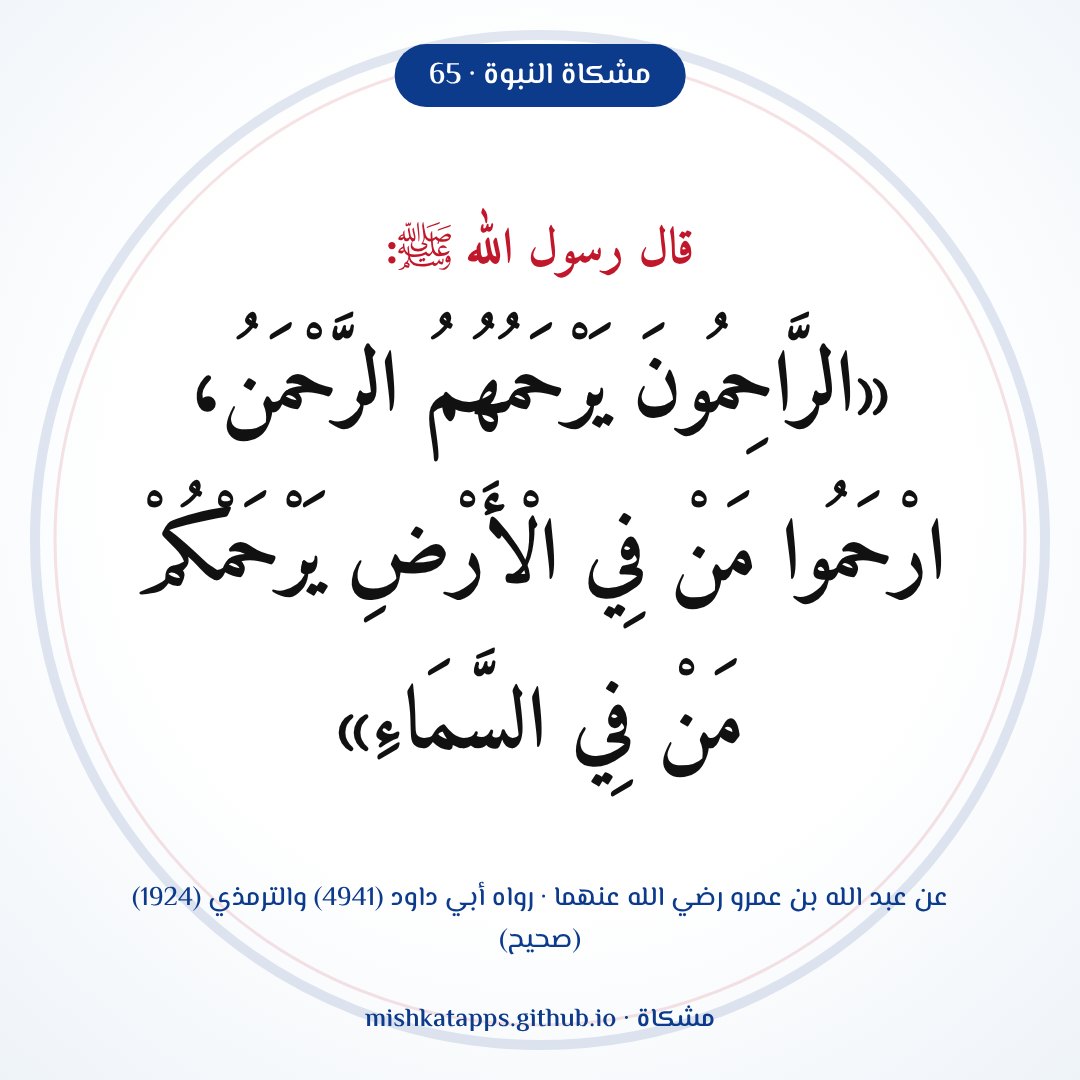 مشكاة النبوة · 65
قال رسول الله ﷺ:
«الرَّاحِمُونَ يَرْحَمُهُمُ الرَّحْمَنُ،
ارْحَمُوا مَنْ فِي الْأَرْضِ يَرْحَمْكُمْ
مَنْ فِي السَّمَاءِ»
عن عبد الله بن عمرو رضي الله عنهما · رواه أبي داود (4941) والترمذي (1924)
(صحيح)
مشكاة · mishkatapps.github.io